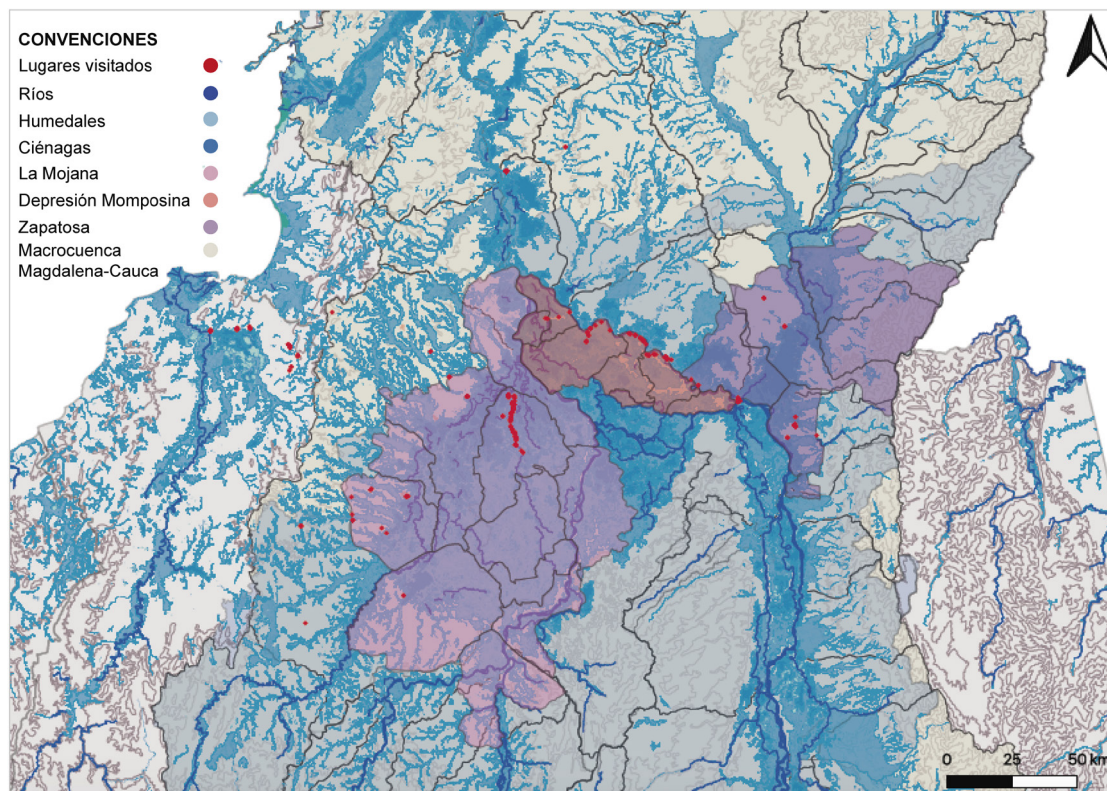 CONVENCIONES
Lugares visitados
Ríos
Humedales
Ciénagas
La Mojana
Depresión Momposina
Zapatosa
Macrocuenca
Magdalena-Cauca
0 25 50 km